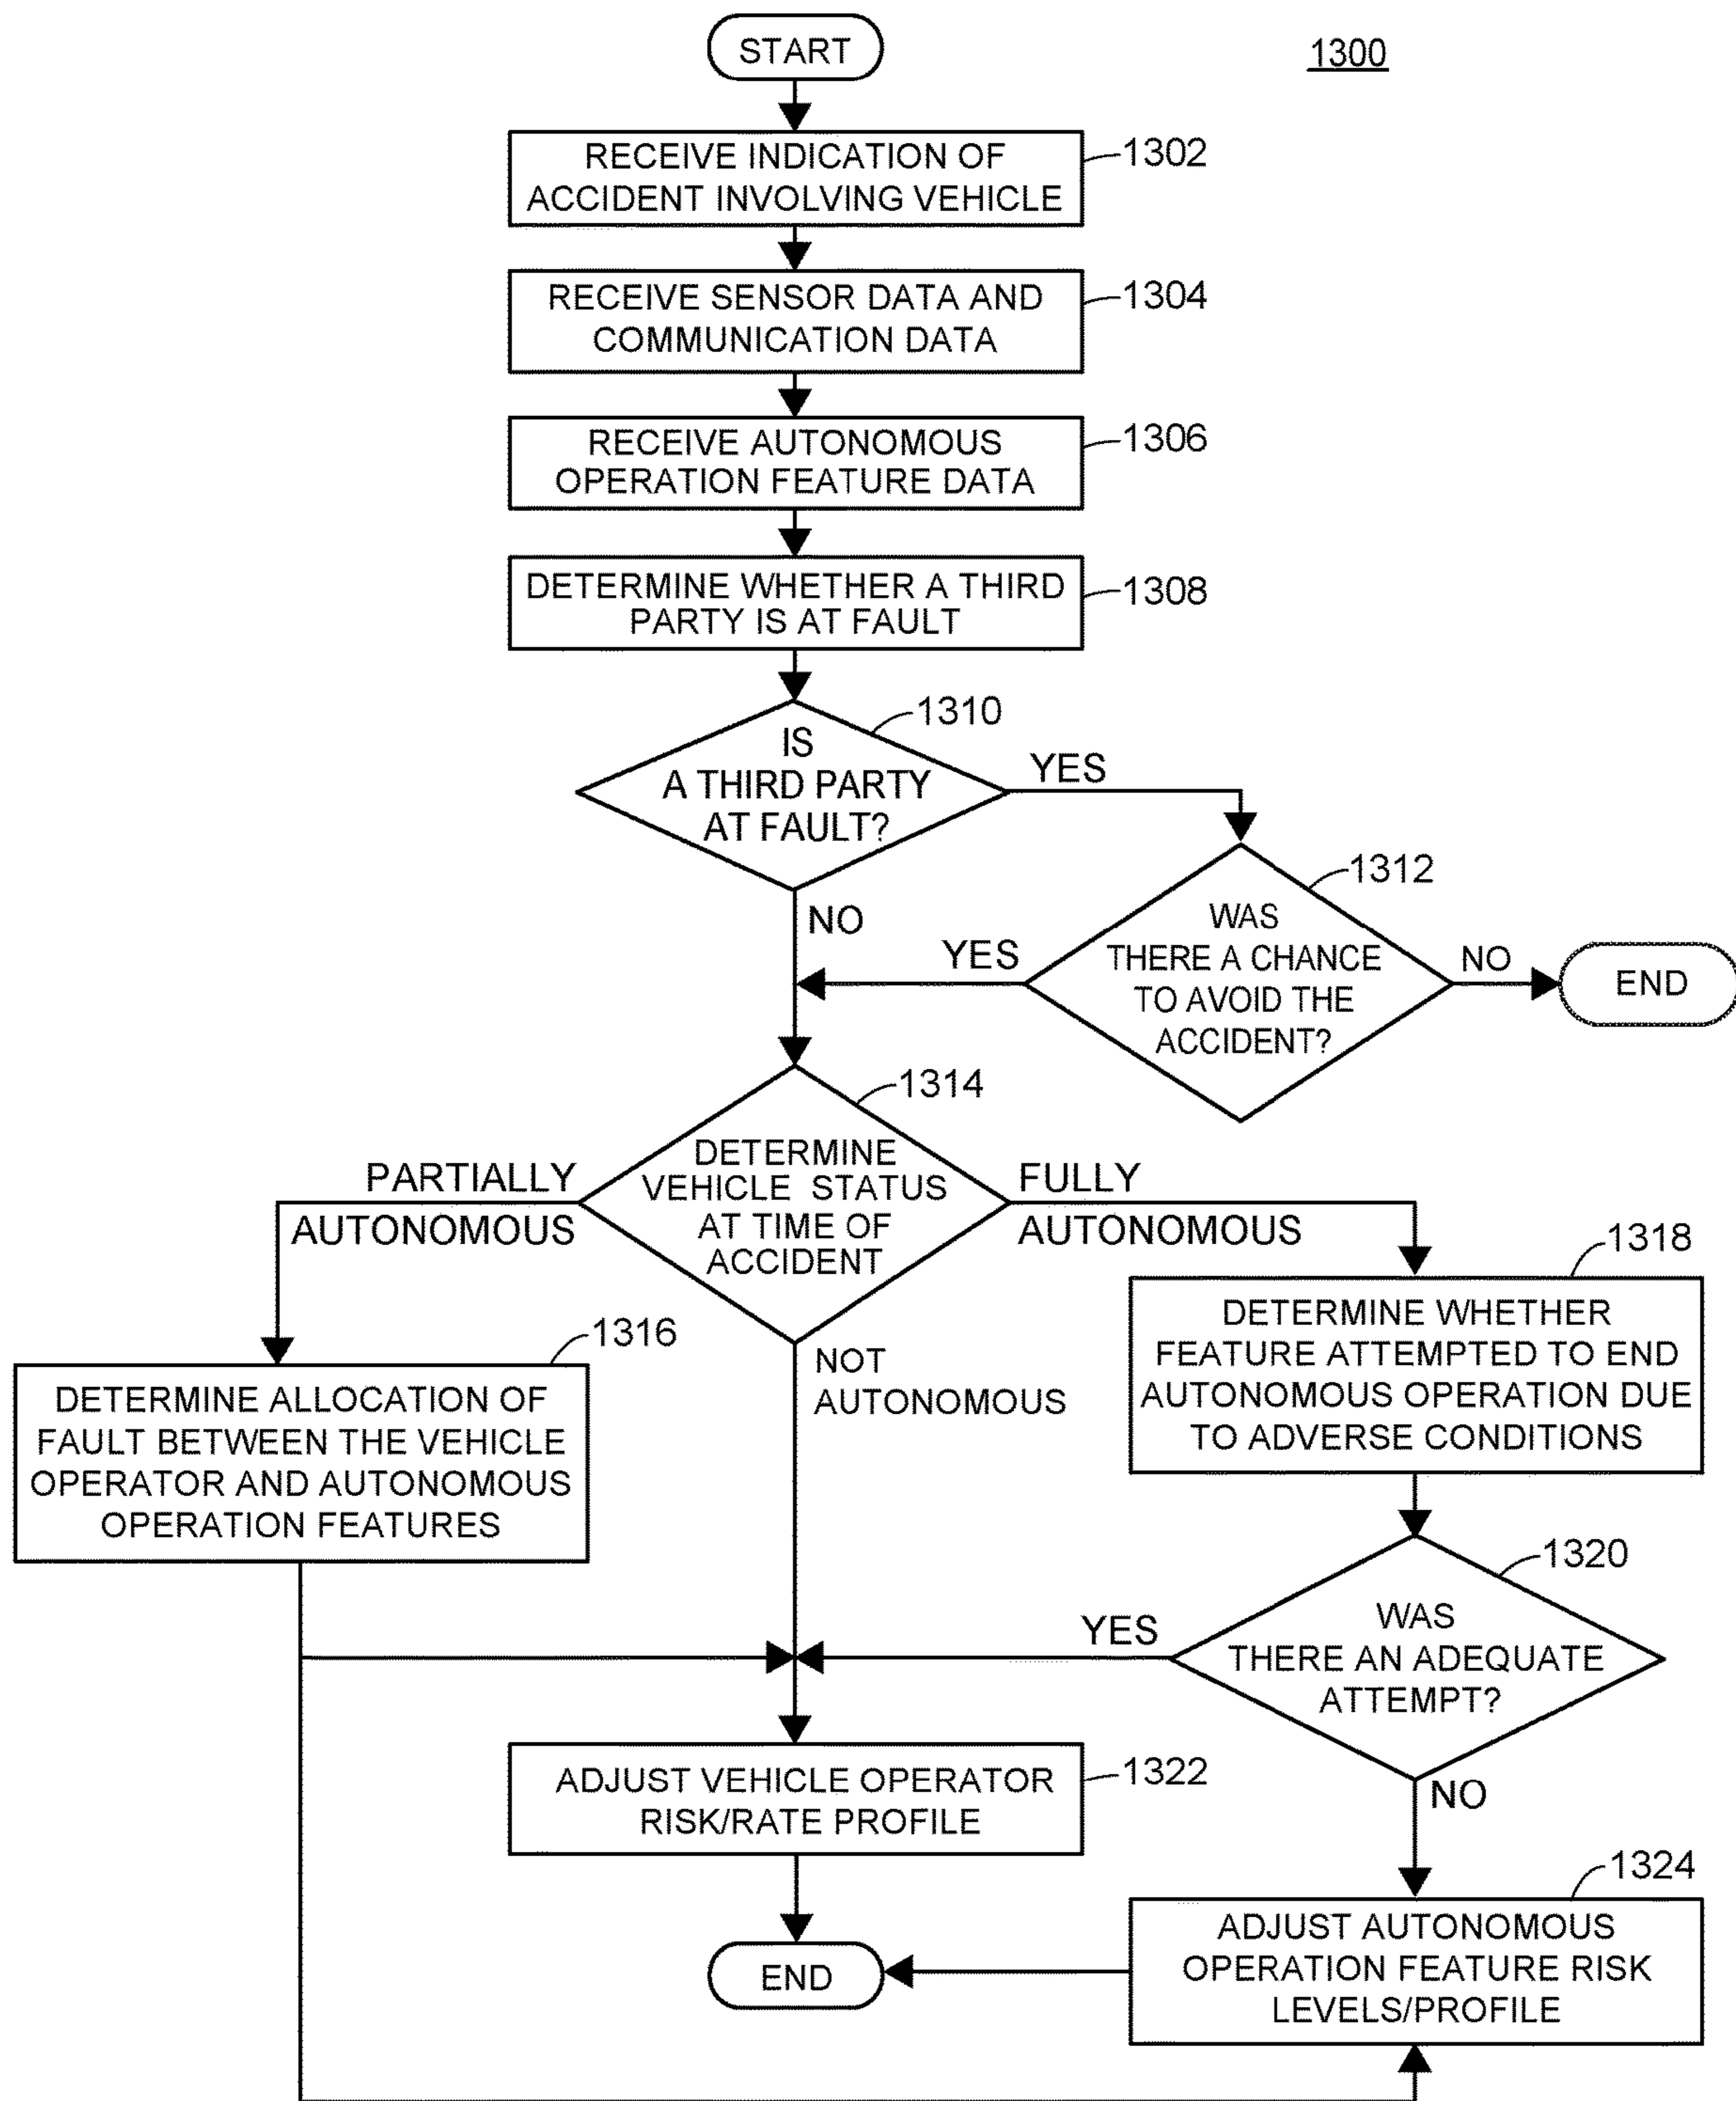 START
1300
RECEIVE INDICATION OF
ACCIDENT INVOLVING VEHICLE
1302
RECEIVE SENSOR DATA AND
COMMUNICATION DATA
1304
RECEIVE AUTONOMOUS
OPERATION FEATURE DATA
1306
DETERMINE WHETHER A THIRD
PARTY IS AT FAULT
1308
1310
IS
A THIRD PARTY
AT FAULT?
YES
NO
1312
WAS
THERE A CHANCE
TO AVOID THE
ACCIDENT?
YES
NO
END
1314
DETERMINE
VEHICLE STATUS
AT TIME OF
ACCIDENT
PARTIALLY
AUTONOMOUS
FULLY
AUTONOMOUS
NOT
AUTONOMOUS
1316
DETERMINE ALLOCATION OF
FAULT BETWEEN THE VEHICLE
OPERATOR AND AUTONOMOUS
OPERATION FEATURES
1318
DETERMINE WHETHER
FEATURE ATTEMPTED TO END
AUTONOMOUS OPERATION DUE
TO ADVERSE CONDITIONS
1320
WAS
THERE AN ADEQUATE
ATTEMPT?
YES
NO
ADJUST VEHICLE OPERATOR
RISK/RATE PROFILE
1322
1324
ADJUST AUTONOMOUS
OPERATION FEATURE RISK
LEVELS/PROFILE
END